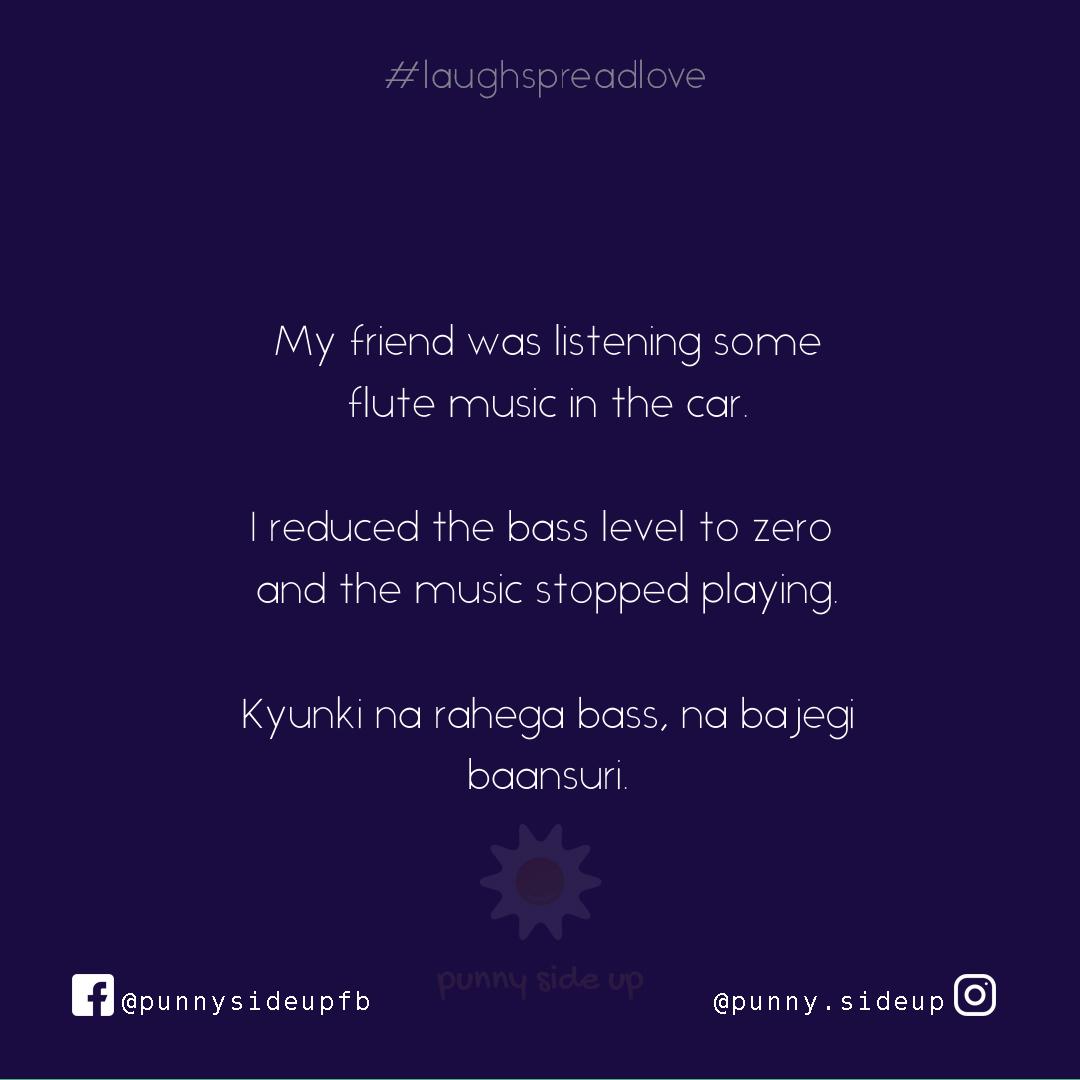 #laughspreadlove
My friend was listening some
flute music in the car.
I reduced the bass level to zero
and the music stopped playing.
Kyunki na rahega bass, na bajegi
baansuri.
punny side up
@punnysideupfb
@punny.sideup